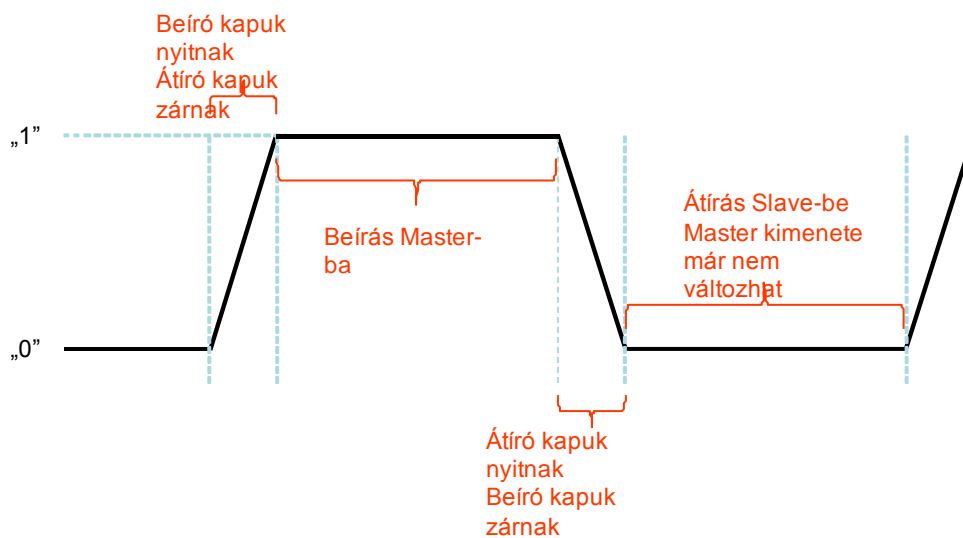 Beíró kapuk
nyitnak
Átíró kapuk
zárnak
„1”
Beírás Master-
ba
Átírás Slave-be
Master kimenete
már nem
változhat
„0”
Átíró kapuk
nyitnak
Beíró kapuk
zárnak